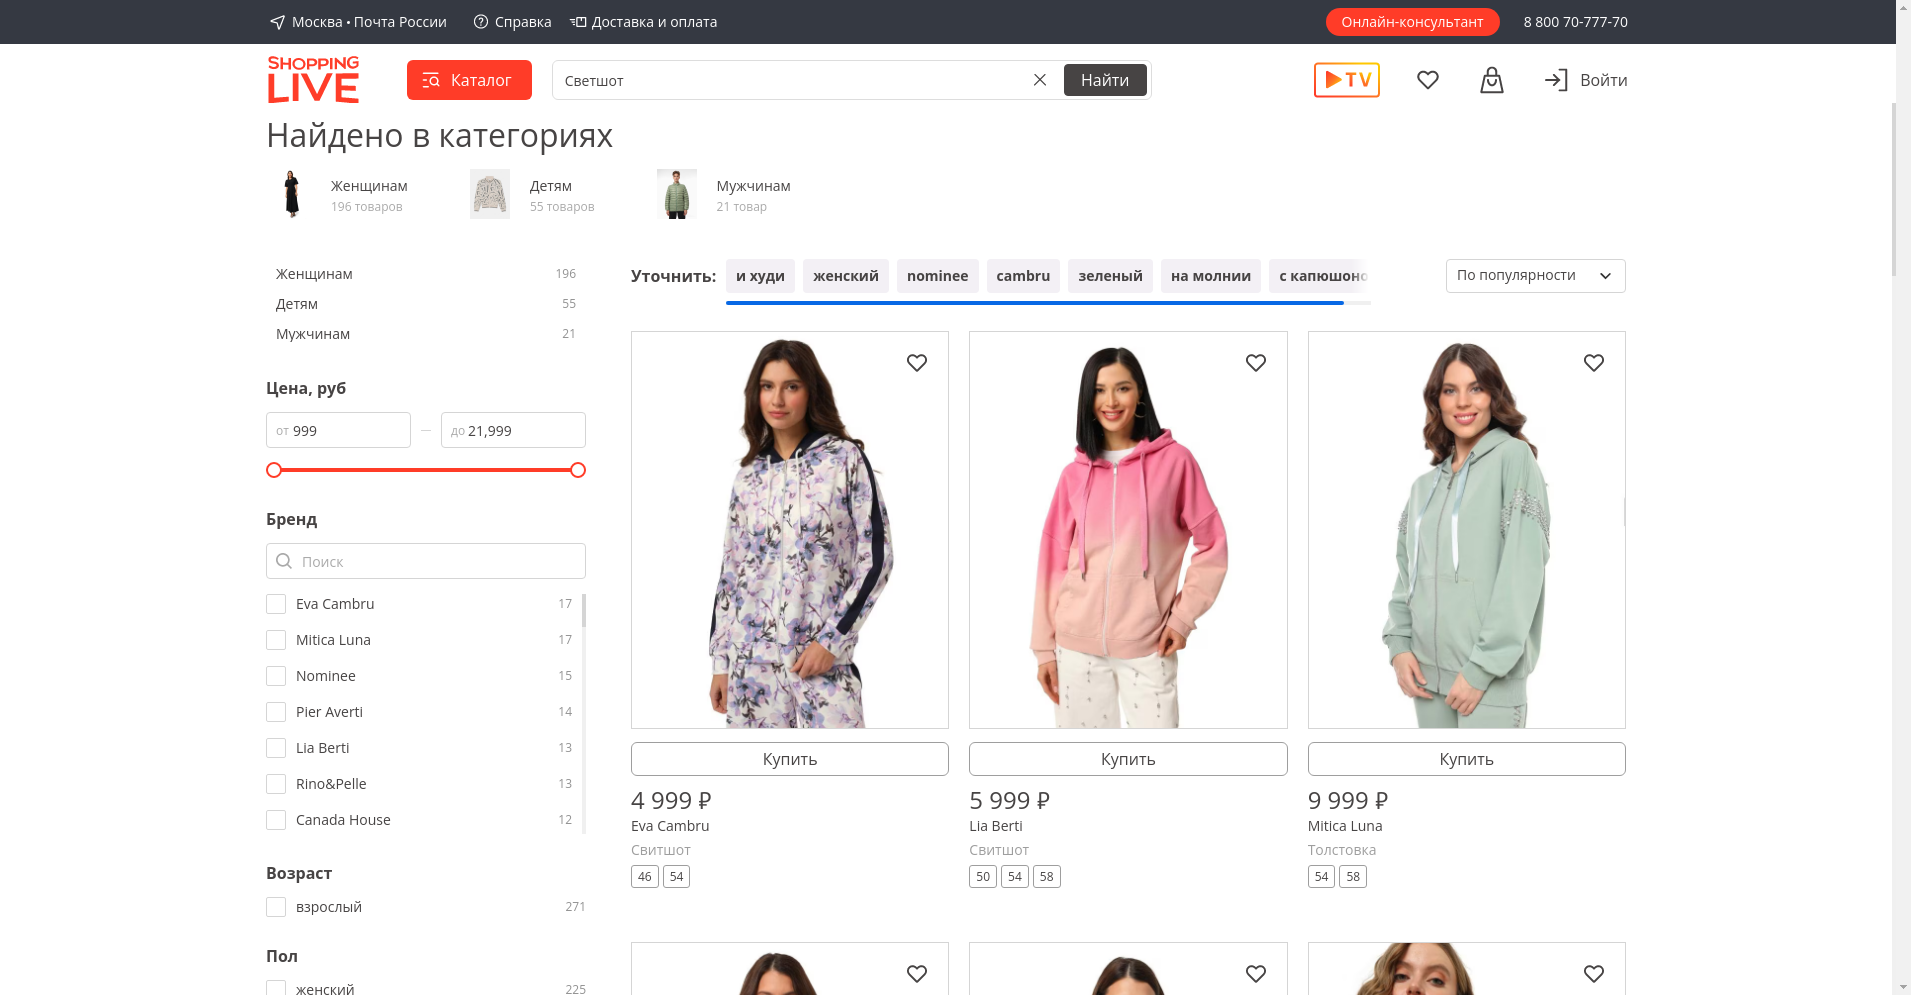 Москва • Почта России
Справка
Доставка и оплата
Онлайн-консультант
8 800 70-777-70
SHOPPING
LIVE
Каталог
Светшот
Найти
TV
Войти
Найдено в категориях
Женщинам
196 товаров
Детям
55 товаров
Мужчинам
21 товар
Женщинам 196
Детям 55
Мужчинам 21
Цена, руб
от 999 — до 21,999
Бренд
Поиск
Eva Cambru 17
Mitica Luna 17
Nominee 15
Pier Averti 14
Lia Berti 13
Rino&Pelle 13
Canada House 12
Возраст
взрослый 271
Пол
женский 225
Уточнить: и худи женский nominee cambru зеленый на молнии с капюшоно
По популярности
Купить
4 999 ₽
Eva Cambru
Свитшот
46 54
Купить
5 999 ₽
Lia Berti
Свитшот
50 54 58
Купить
9 999 ₽
Mitica Luna
Толстовка
54 58